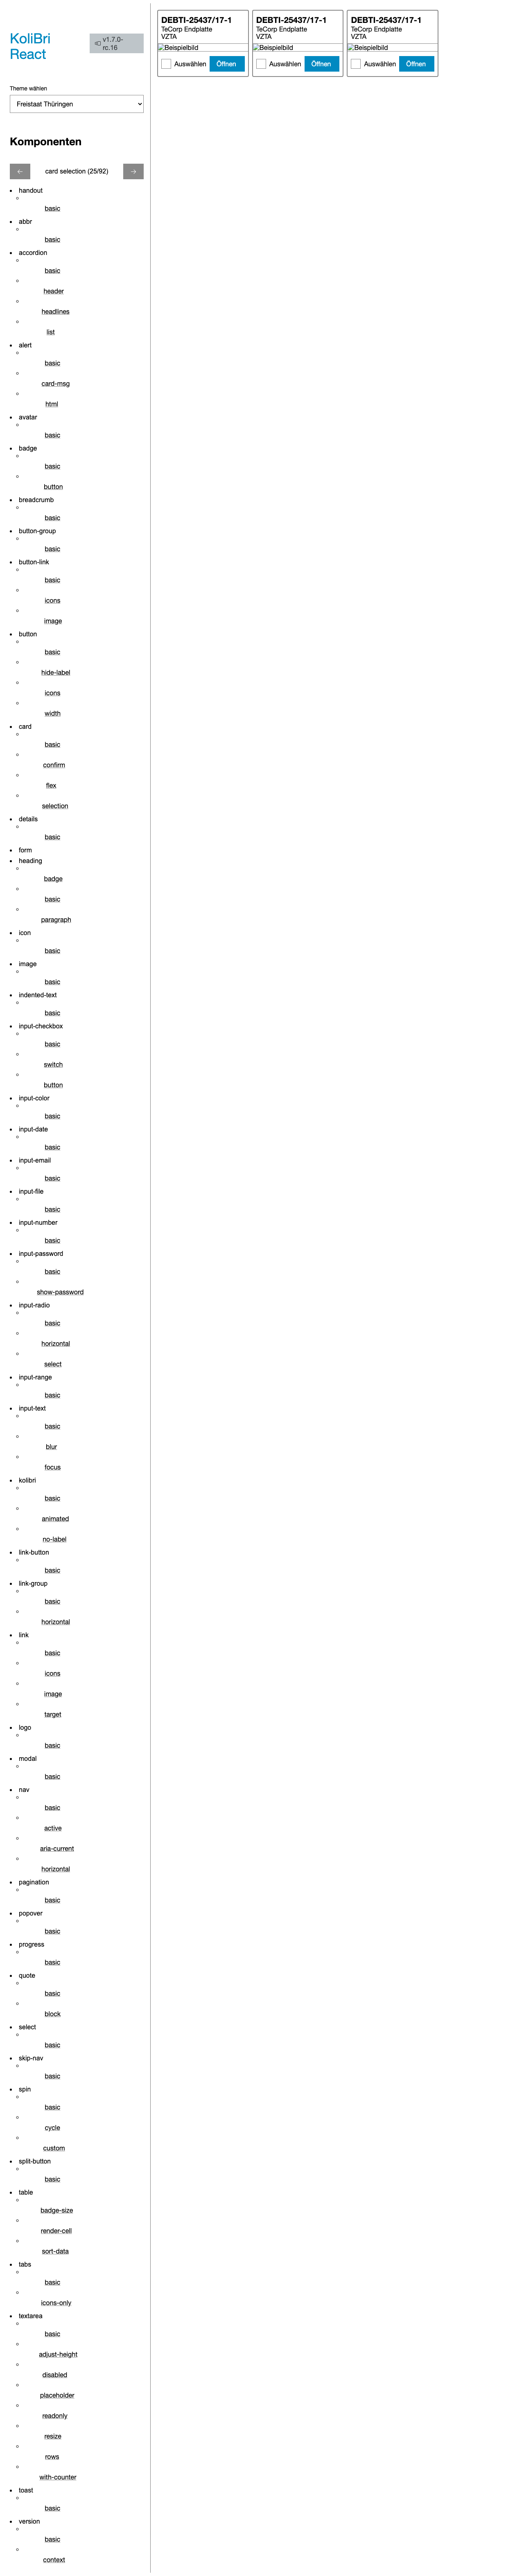 KoliBri
React
v1.7.0-
rc.16
Theme wählen
Freistaat Thüringen
Komponenten
← card selection (25/92) →
handout
basic
abbr
basic
accordion
basic
header
headlines
list
alert
basic
card-msg
html
avatar
basic
badge
basic
button
breadcrumb
basic
button-group
basic
button-link
basic
icons
image
button
basic
hide-label
icons
width
card
basic
confirm
flex
selection
details
basic
form
heading
badge
basic
paragraph
icon
basic
image
basic
indented-text
basic
input-checkbox
basic
switch
button
input-color
basic
input-date
basic
input-email
basic
input-file
basic
input-number
basic
input-password
basic
show-password
input-radio
basic
horizontal
select
input-range
basic
input-text
basic
blur
focus
kolibri
basic
animated
no-label
link-button
basic
link-group
basic
horizontal
link
basic
icons
image
target
logo
basic
modal
basic
nav
basic
active
aria-current
horizontal
pagination
basic
popover
basic
progress
basic
quote
basic
block
select
basic
skip-nav
basic
spin
basic
cycle
custom
split-button
basic
table
badge-size
render-cell
sort-data
tabs
basic
icons-only
textarea
basic
adjust-height
disabled
placeholder
readonly
resize
rows
with-counter
toast
basic
version
basic
context
DEBTI-25437/17-1
TeCorp Endplatte
VZTA
Beispielbild
Auswählen Öffnen
DEBTI-25437/17-1
TeCorp Endplatte
VZTA
Beispielbild
Auswählen Öffnen
DEBTI-25437/17-1
TeCorp Endplatte
VZTA
Beispielbild
Auswählen Öffnen